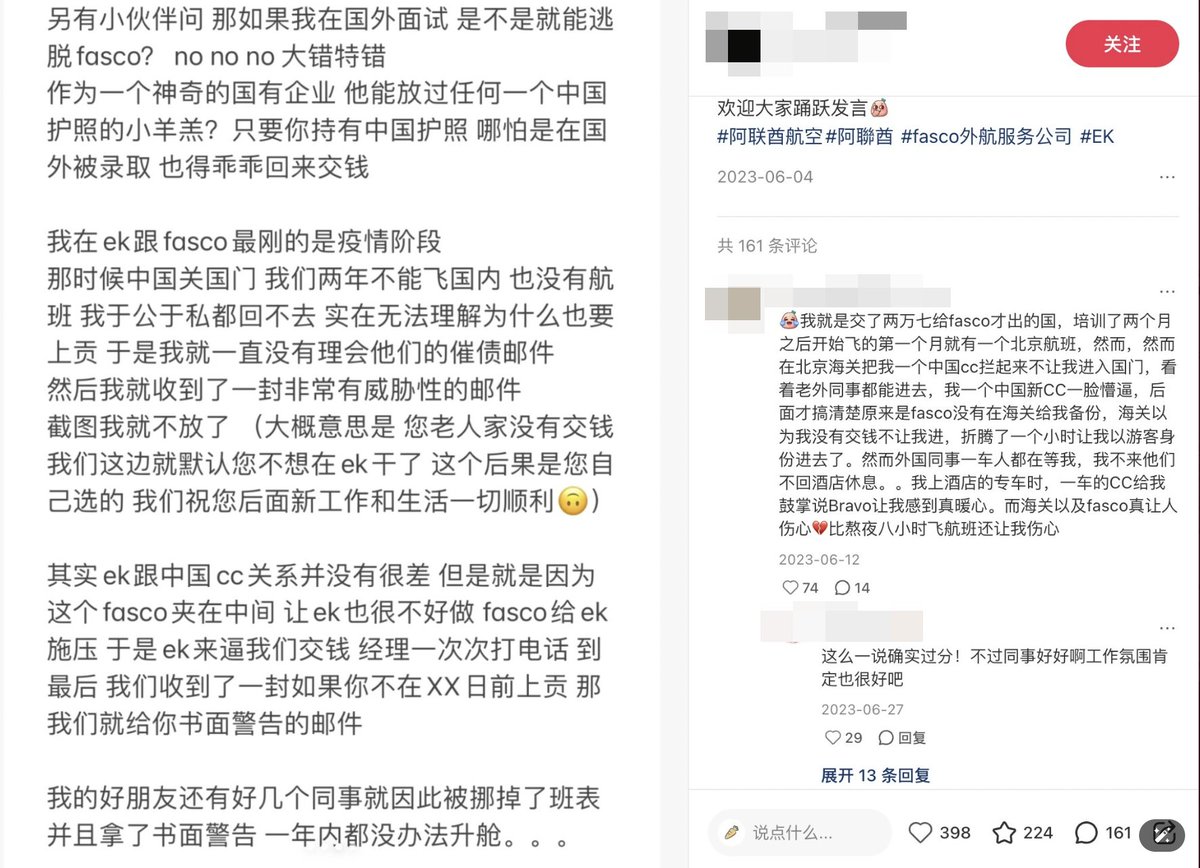 另有小伙伴问 那如果我在国外面试 是不是就能逃
脱fasco? no no no 大错特错
作为一个神奇的国有企业 他能放过任何一个中国
护照的小羊羔？只要你持有中国护照 哪怕是在国
外被录取 也得乖乖回来交钱
我在ek跟fasco最刚的是疫情阶段
那时候中国关国门 我们两年不能飞国内 也没有航
班 我于公于私都回不去 实在无法理解为什么也要
上贡 于是我就一直没有理会他们的催债邮件
然后我就收到了一封非常有威胁性的邮件
截图我就不放了 （大概意思是 您老人家没有交钱
我们这边就默认您不想在ek干了 这个后果是您自
己选的 我们祝您后面新工作和生活一切顺利🙃）
其实ek跟中国cc关系并没有很差 但是就是因为
这个fasco夹在中间 让ek也很不好做 fasco给ek
施压 于是ek来逼我们交钱 经理一次次打电话 到
最后 我们收到了一封如果你不在XX日前上贡 那
我们就给你书面警告的邮件
我的好朋友还有好几个同事就因此被挪掉了班表
并且拿了书面警告 一年内都没办法升舱。。。
关注
欢迎大家踊跃发言
#阿联酋航空 #阿聯酋 #fasco外航服务公司 #EK
2023-06-04
共 161 条评论
我就是交了两万七给fasco才出的国，培训了两个月
之后开始飞的第一个月就有一个北京航班，然而，然而
在北京海关把我一个中国cc拦起来不让我进入国门，看
着老外同事都能进去，我一个中国新CC一脸懵逼，后
面才搞清楚原来是fasco没有在海关给我备份，海关以
为我没有交钱不让我进，折腾了一个小时让我以游客身
份进去了。然而外国同事一车人都在等我，我不来他们
不回酒店休息。。我上酒店的专车时，一车的CC给我
鼓掌说Bravo让我感到真暖心。而海关以及fasco真让人
伤心💔比熬夜八小时飞航班还让我伤心
2023-06-12
74 14
这么一说确实过分！不过同事好好啊工作氛围肯
定也很好吧
2023-06-27
29 回复
展开 13 条回复
说点什么... 398 224 161